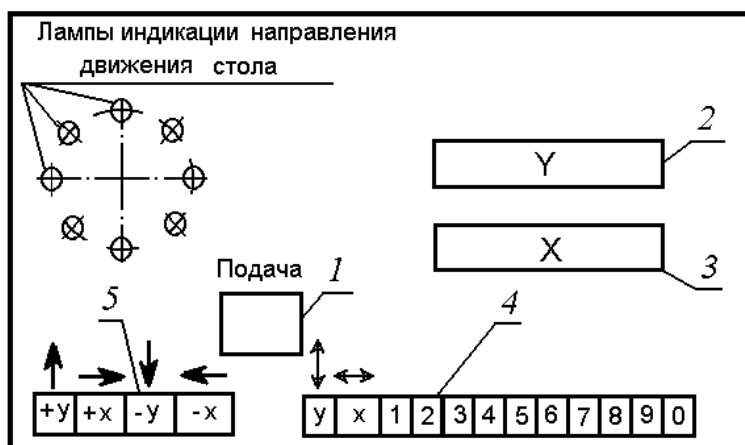 Лампы индикации направления
движения стола
2
Y
X
3
Подача
1
5
4
+y +x -y -x
y x 1 2 3 4 5 6 7 8 9 0